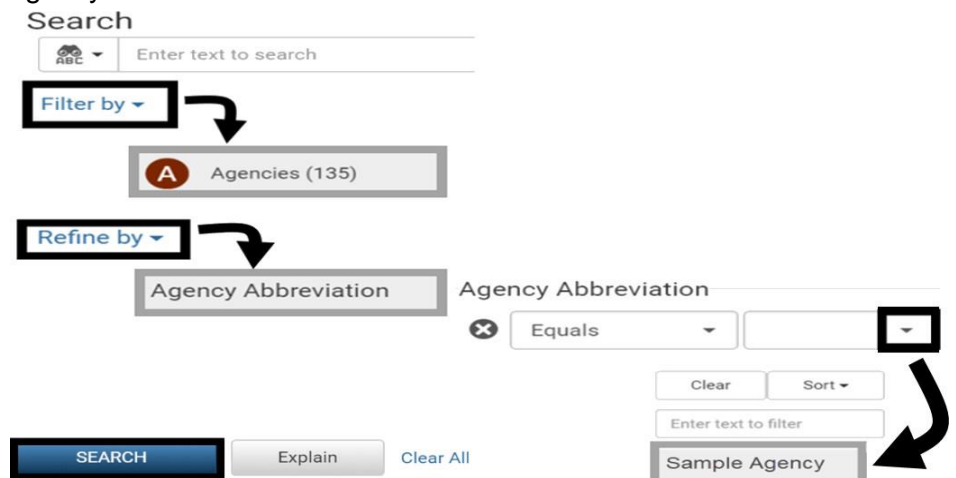 Search
ABC Enter text to search
Filter by
A Agencies (135)
Refine by
Agency Abbreviation
Agency Abbreviation
Equals
Clear Sort
Enter text to filter
Sample Agency
SEARCH Explain Clear All